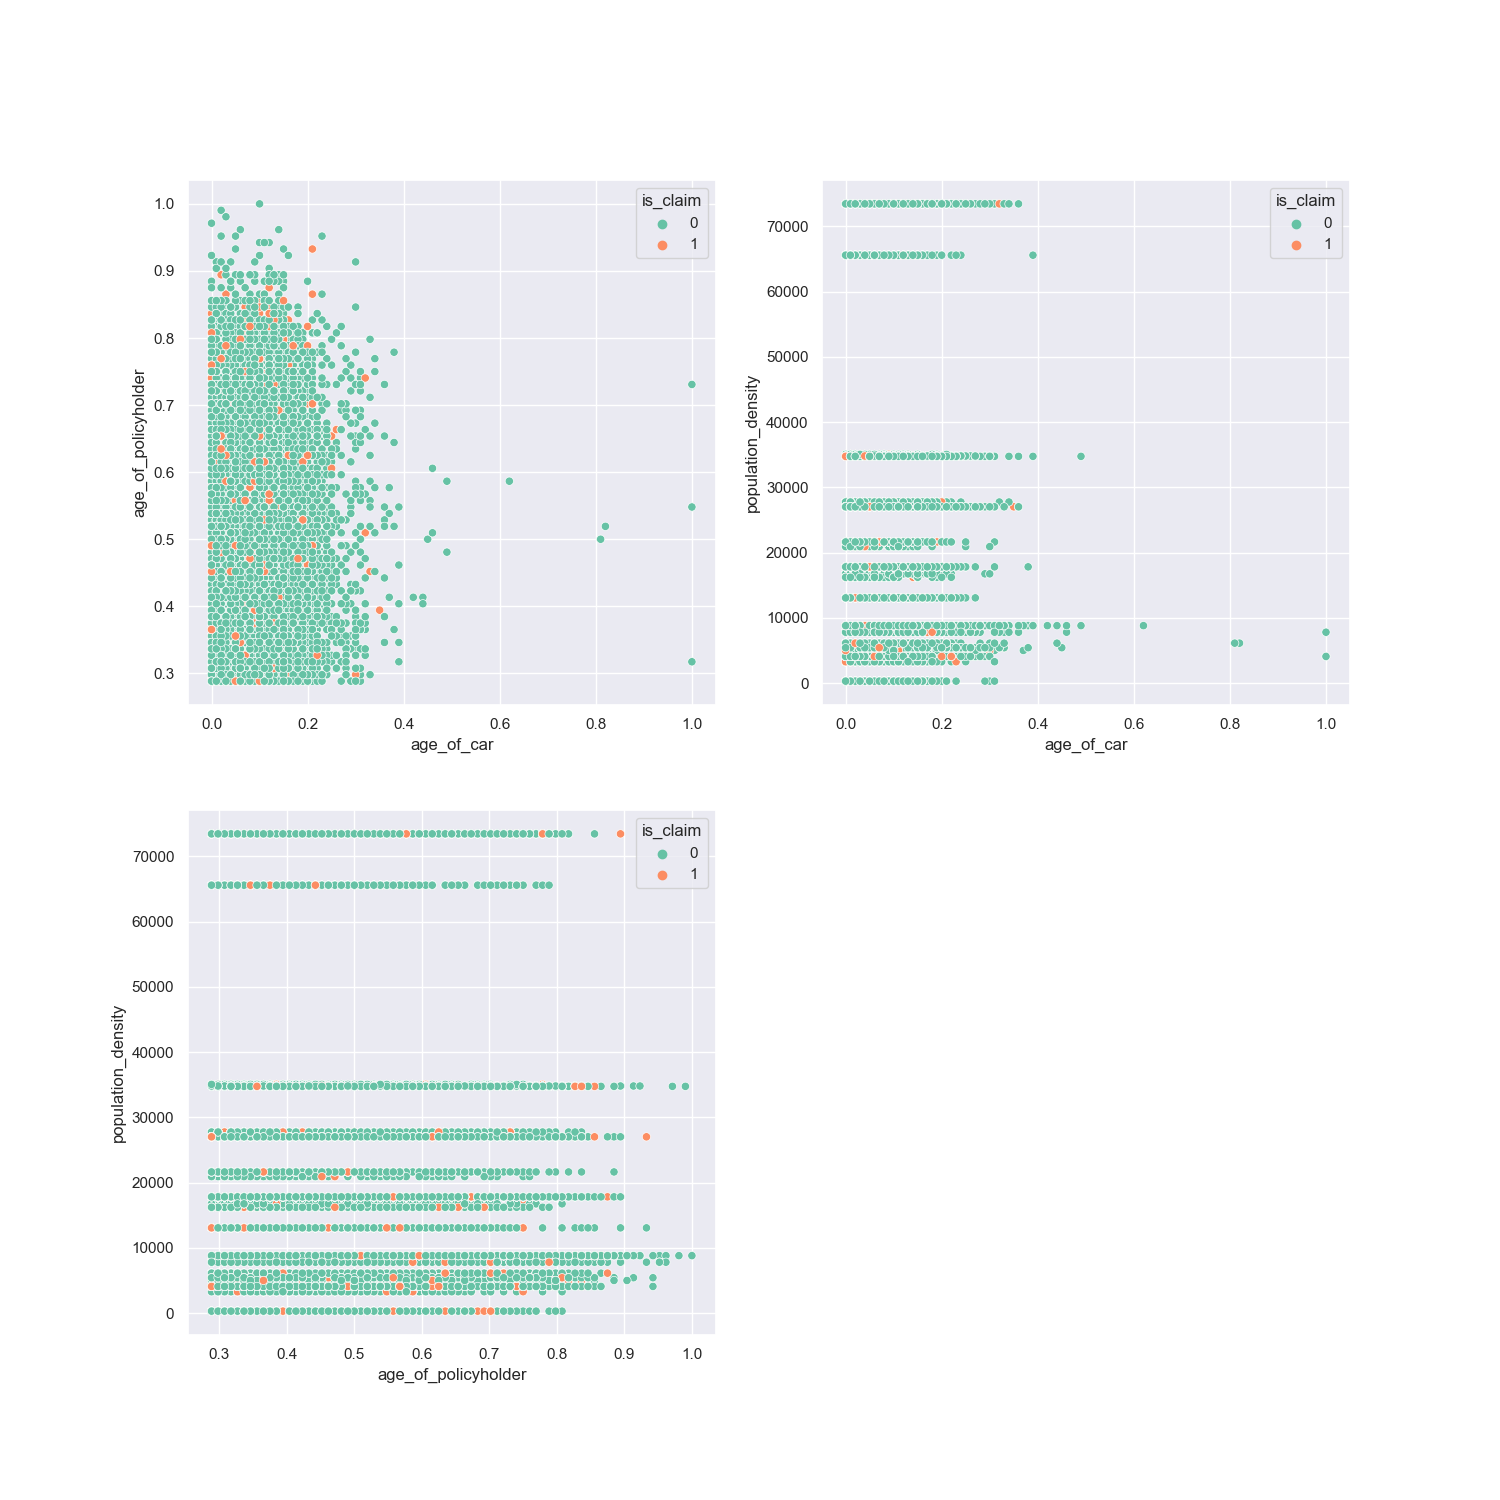 is_claim
0
1
1.0
0.9
0.8
0.7
0.6
0.5
0.4
0.3
age_of_policyholder
0.0 0.2 0.4 0.6 0.8 1.0
age_of_car
is_claim
0
1
70000
60000
50000
40000
30000
20000
10000
0
population_density
0.0 0.2 0.4 0.6 0.8 1.0
age_of_car
is_claim
0
1
70000
60000
50000
40000
30000
20000
10000
0
population_density
0.3 0.4 0.5 0.6 0.7 0.8 0.9 1.0
age_of_policyholder